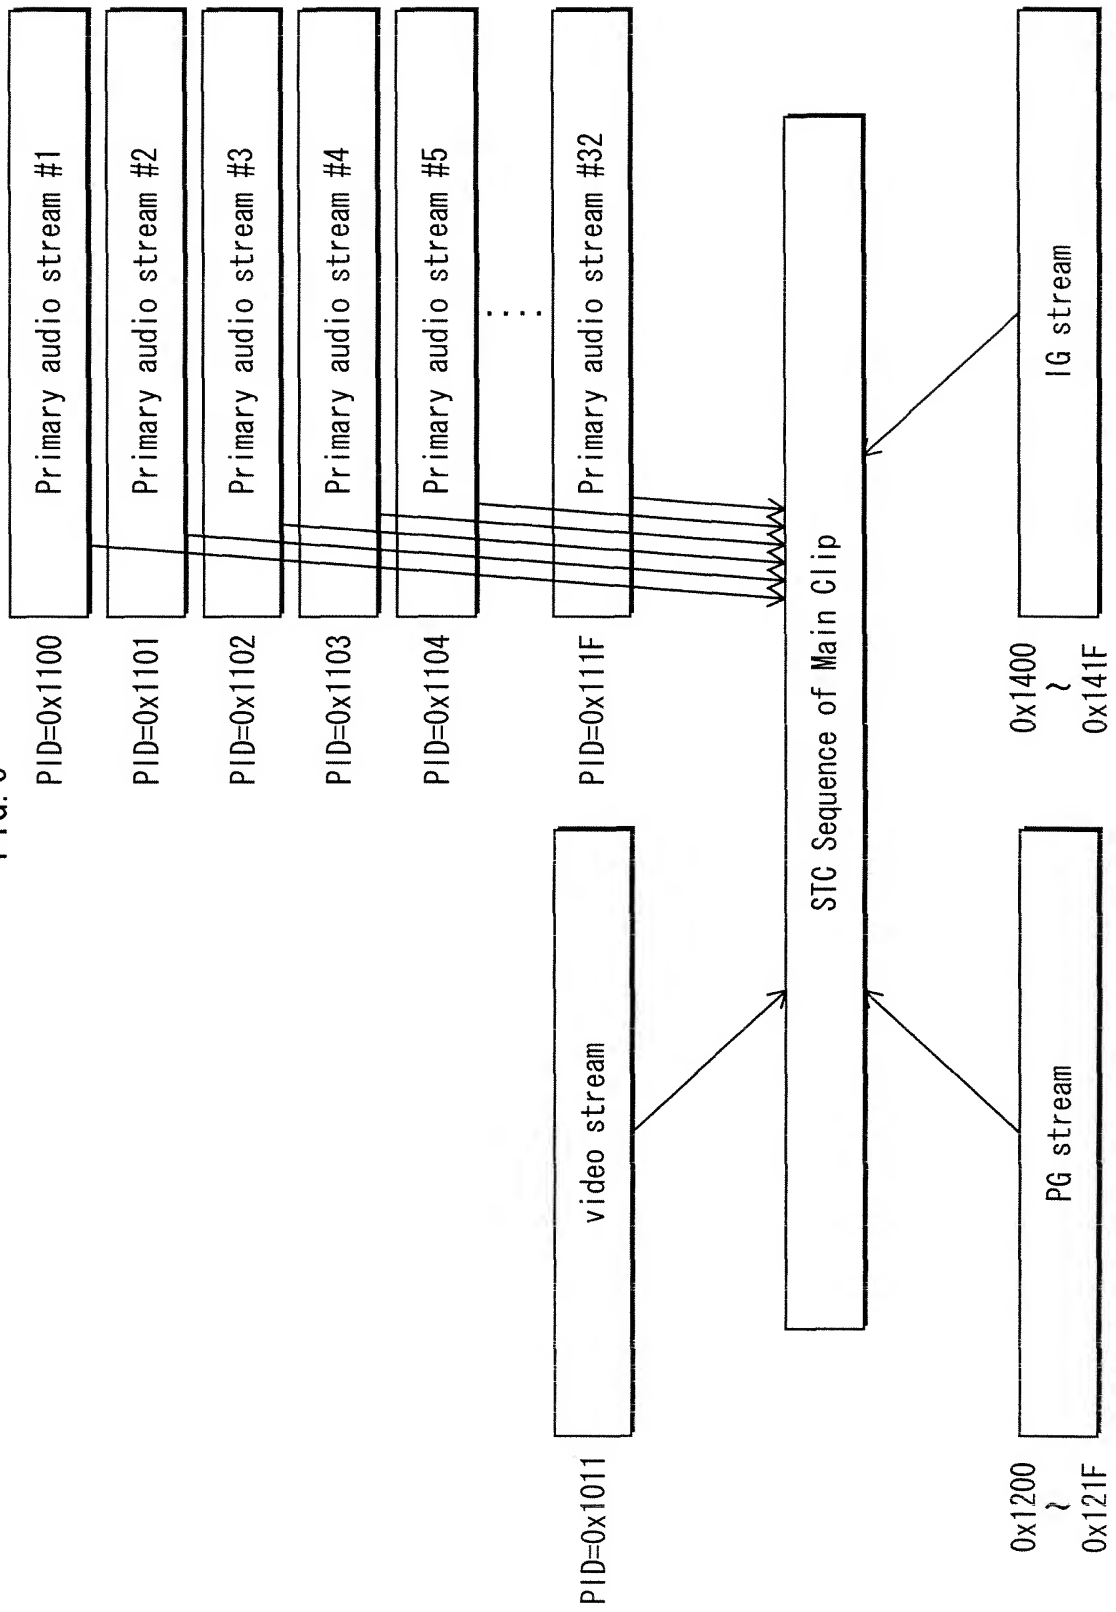 PID=0x1100 Primary audio stream #1
PID=0x1101 Primary audio stream #2
PID=0x1102 Primary audio stream #3
PID=0x1103 Primary audio stream #4
PID=0x1104 Primary audio stream #5
....
PID=0x1011 video stream
PID=0x111F Primary audio stream #32
STC Sequence of Main Clip
0x1200
~
0x121F
PG stream
0x1400
~
0x141F
IG stream